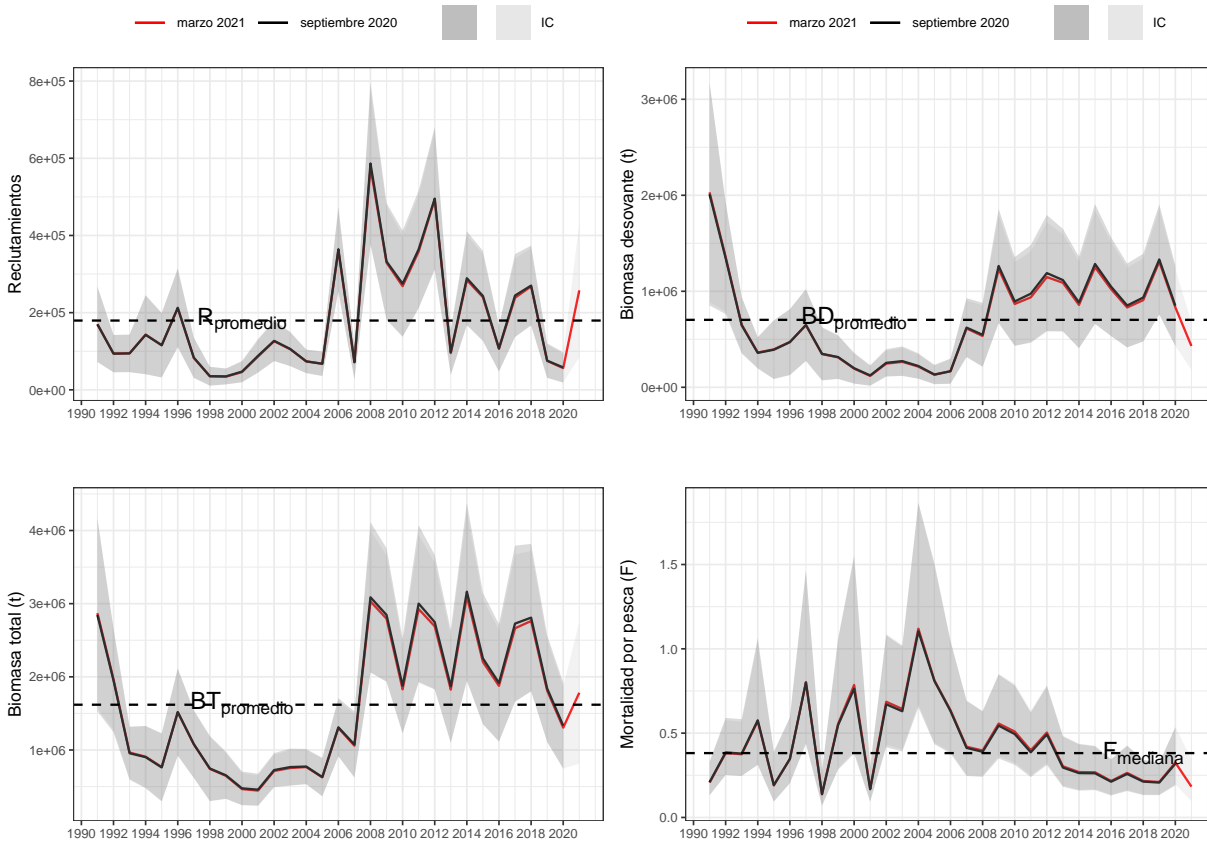 marzo 2021 septiembre 2020 IC
marzo 2021 septiembre 2020 IC
Reclutamientos
8e+05
6e+05
4e+05
2e+05
0e+00
R promedio
1990 1992 1994 1996 1998 2000 2002 2004 2006 2008 2010 2012 2014 2016 2018 2020
Biomasa desovante (t)
3e+06
2e+06
1e+06
0e+00
BD promedio
1990 1992 1994 1996 1998 2000 2002 2004 2006 2008 2010 2012 2014 2016 2018 2020
Biomasa total (t)
4e+06
3e+06
2e+06
1e+06
BT promedio
1990 1992 1994 1996 1998 2000 2002 2004 2006 2008 2010 2012 2014 2016 2018 2020
Mortalidad por pesca (F)
1.5
1.0
0.5
0.0
F mediana
1990 1992 1994 1996 1998 2000 2002 2004 2006 2008 2010 2012 2014 2016 2018 2020